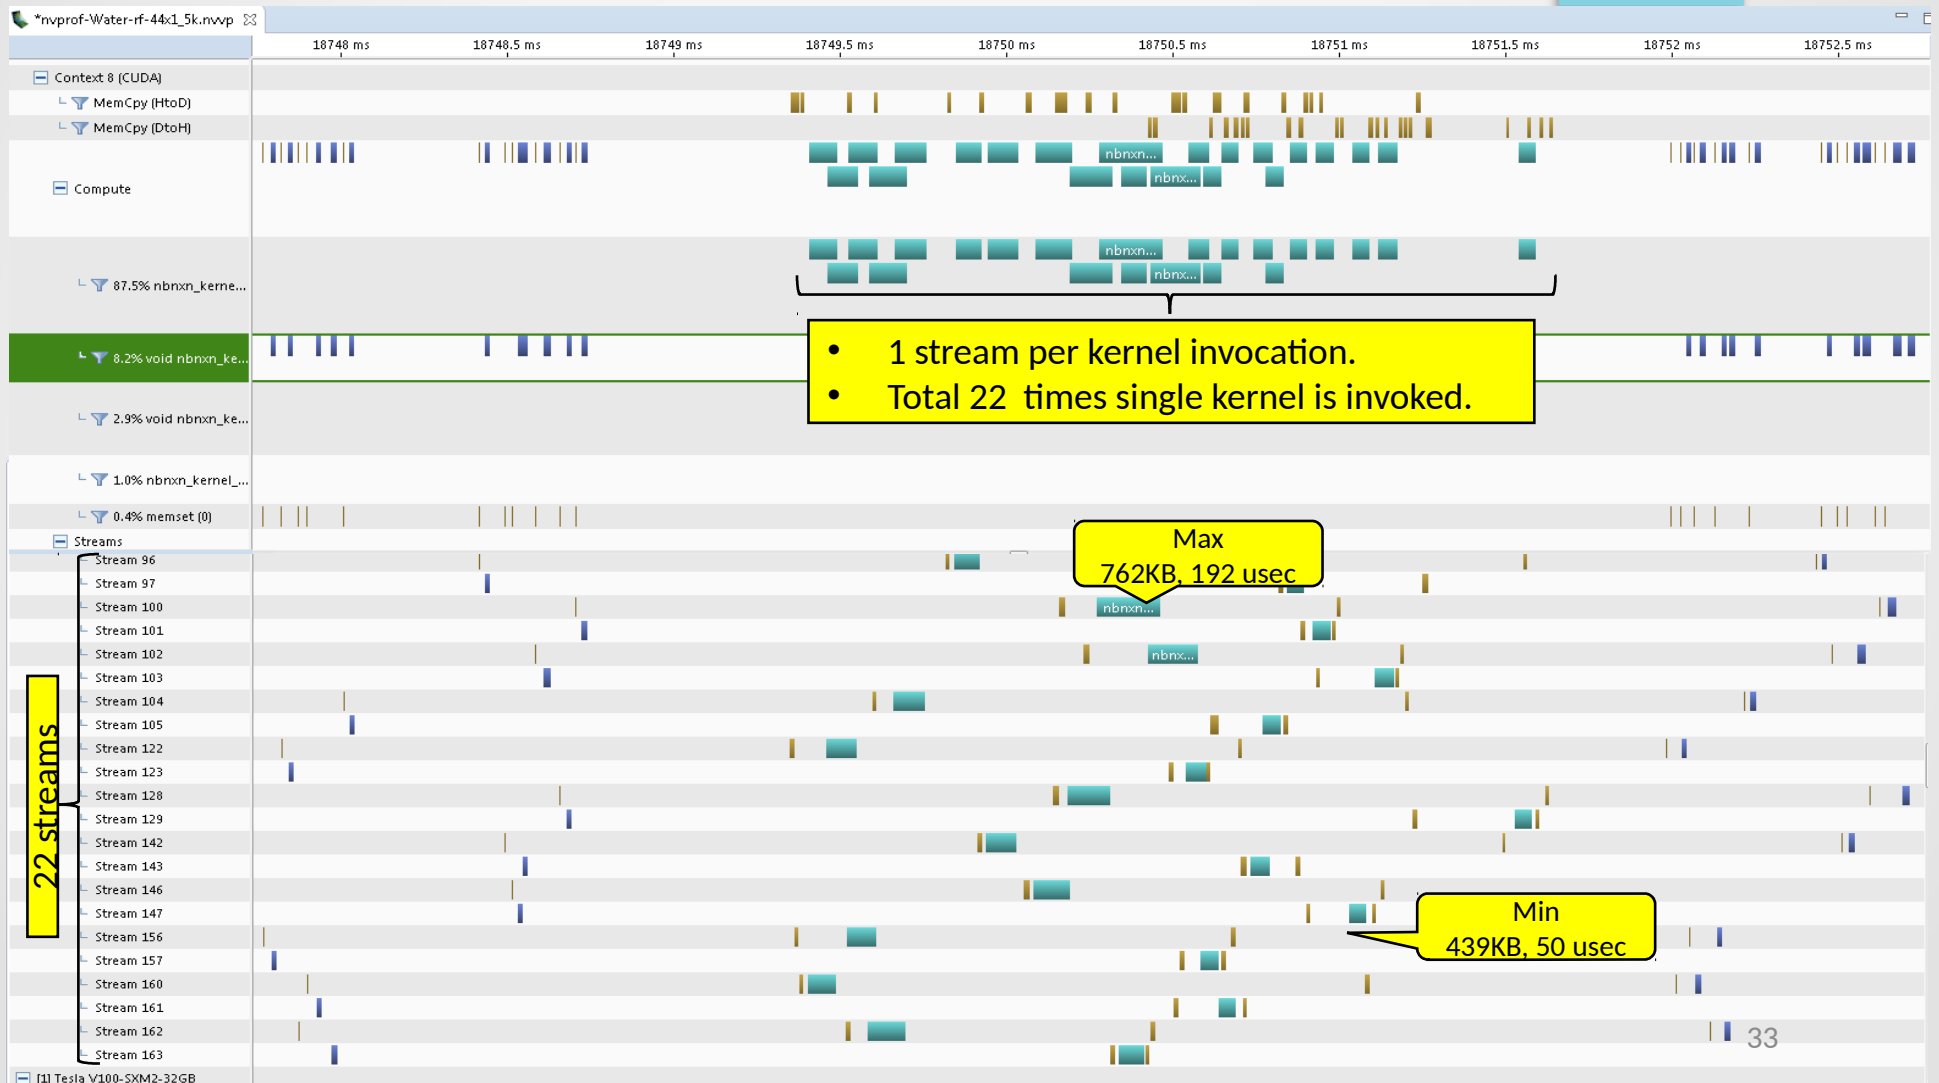 *nvprof-Water-rf-44x1_5k.nvvp
18748 ms 18748.5 ms 18749 ms 18749.5 ms 18750 ms 18750.5 ms 18751 ms 18751.5 ms 18752 ms 18752.5 ms
Context 8 (CUDA)
MemCpy (HtoD)
MemCpy (DtoH)
nbnxn...
Compute
nbnx...
nbnxn...
nbnx...
87.5% nbnxn_kerne...
• 1 stream per kernel invocation.
8.2% void nbnxn_ke...
• Total 22 times single kernel is invoked.
2.9% void nbnxn_ke...
1.0% nbnxn_kernel_...
0.4% memset (0)
Streams
Max
762KB, 192 usec
Stream 96
Stream 97
Stream 100
nbnxn...
Stream 101
Stream 102
nbnx...
Stream 103
Stream 104
Stream 105
Stream 122
Stream 123
Stream 128
Stream 129
Stream 142
Stream 143
Stream 146
Stream 147
Stream 156
Stream 157
Stream 160
Stream 161
Stream 162
Stream 163
22 streams
Min
439KB, 50 usec
33
[1] Tesla V100-SXM2-32GB